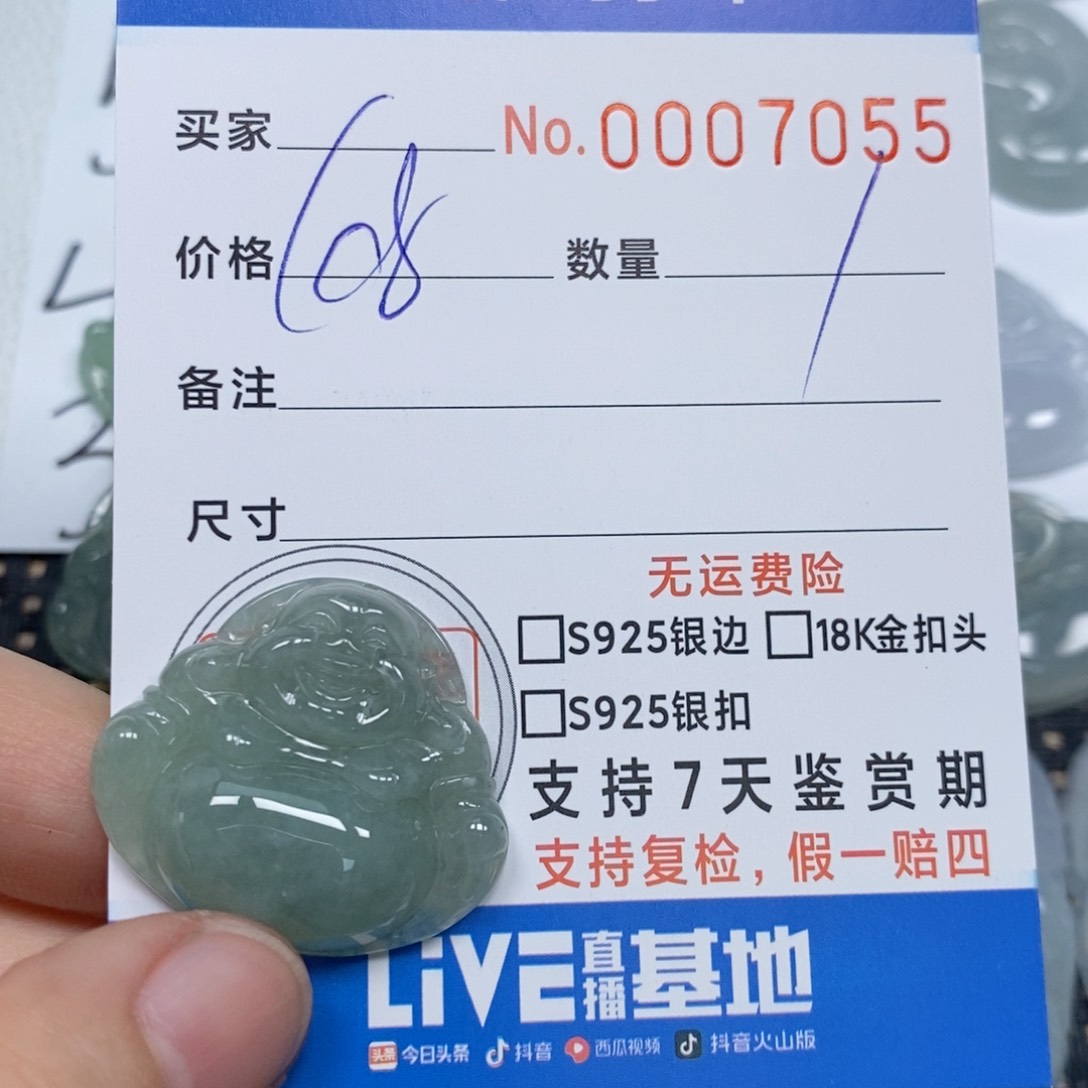 买家 No.0007055
价格 68 数量 1
备注
尺寸
无运费险
□S925银边 □18K金扣头
□S925银扣
支持7天鉴赏期
支持复检，假一赔四
LiVE直播基地
头条 今日头条 抖音 西瓜视频 抖音火山版